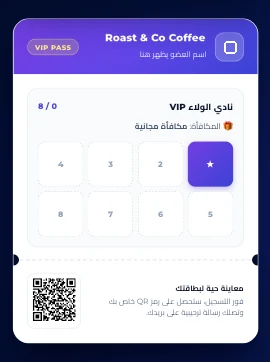 Roast & Co Coffee
اسم العضو يظهر هنا
VIP PASS
نادي الولاء VIP
8 / 0
🎁 المكافأة: مكافأة مجانية
★ 2 3 4
5 6 7 8
معاينة حية لبطاقتك
فور التسجيل، ستحصل على رمز QR خاص بك
وتصلك رسالة ترحيبية على بريدك.